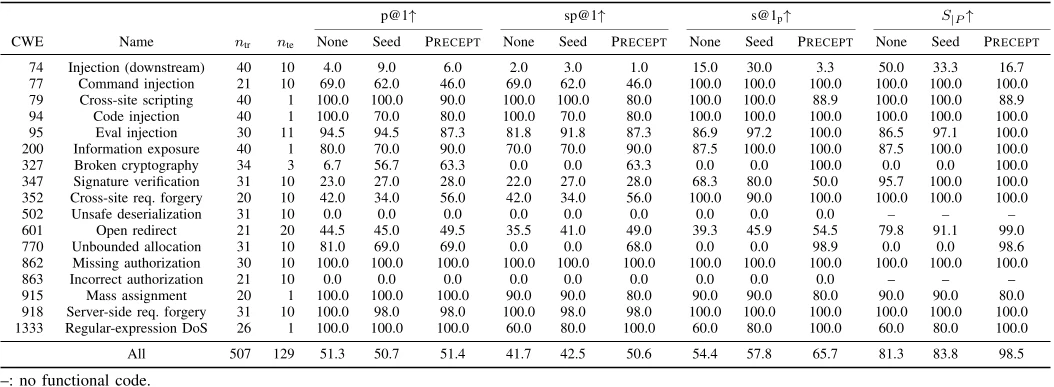 p@1↑ sp@1↑ s@1p↑ S|P↑
CWE Name ntr nte None Seed PRECEPT None Seed PRECEPT None Seed PRECEPT None Seed PRECEPT
74 Injection (downstream) 40 10 4.0 9.0 6.0 2.0 3.0 1.0 15.0 30.0 3.3 50.0 33.3 16.7
77 Command injection 21 10 69.0 62.0 46.0 69.0 62.0 46.0 100.0 100.0 100.0 100.0 100.0 100.0
79 Cross-site scripting 40 1 100.0 100.0 90.0 100.0 100.0 80.0 100.0 100.0 88.9 100.0 100.0 88.9
94 Code injection 40 1 100.0 70.0 80.0 100.0 70.0 80.0 100.0 100.0 100.0 100.0 100.0 100.0
95 Eval injection 30 11 94.5 94.5 87.3 81.8 91.8 87.3 86.9 97.2 100.0 86.5 97.1 100.0
200 Information exposure 40 1 80.0 70.0 90.0 70.0 70.0 90.0 87.5 100.0 100.0 87.5 100.0 100.0
327 Broken cryptography 34 3 6.7 56.7 63.3 0.0 0.0 63.3 0.0 0.0 100.0 0.0 0.0 100.0
347 Signature verification 31 10 23.0 27.0 28.0 22.0 27.0 28.0 68.3 80.0 50.0 95.7 100.0 100.0
352 Cross-site req. forgery 20 10 42.0 34.0 56.0 42.0 34.0 56.0 100.0 90.0 100.0 100.0 100.0 100.0
502 Unsafe deserialization 31 10 0.0 0.0 0.0 0.0 0.0 0.0 0.0 0.0 0.0 – – –
601 Open redirect 21 20 44.5 45.0 49.5 35.5 41.0 49.0 39.3 45.9 54.5 79.8 91.1 99.0
770 Unbounded allocation 31 10 81.0 69.0 69.0 0.0 0.0 68.0 0.0 0.0 98.9 0.0 0.0 98.6
862 Missing authorization 30 10 100.0 100.0 100.0 100.0 100.0 100.0 100.0 100.0 100.0 100.0 100.0 100.0
863 Incorrect authorization 21 10 0.0 0.0 0.0 0.0 0.0 0.0 0.0 0.0 0.0 – – –
915 Mass assignment 20 1 100.0 100.0 100.0 90.0 90.0 80.0 90.0 90.0 80.0 90.0 90.0 80.0
918 Server-side req. forgery 31 10 100.0 98.0 98.0 100.0 98.0 98.0 100.0 100.0 100.0 100.0 100.0 100.0
1333 Regular-expression DoS 26 1 100.0 100.0 100.0 60.0 80.0 100.0 60.0 80.0 100.0 60.0 80.0 100.0
All 507 129 51.3 50.7 51.4 41.7 42.5 50.6 54.4 57.8 65.7 81.3 83.8 98.5
–: no functional code.